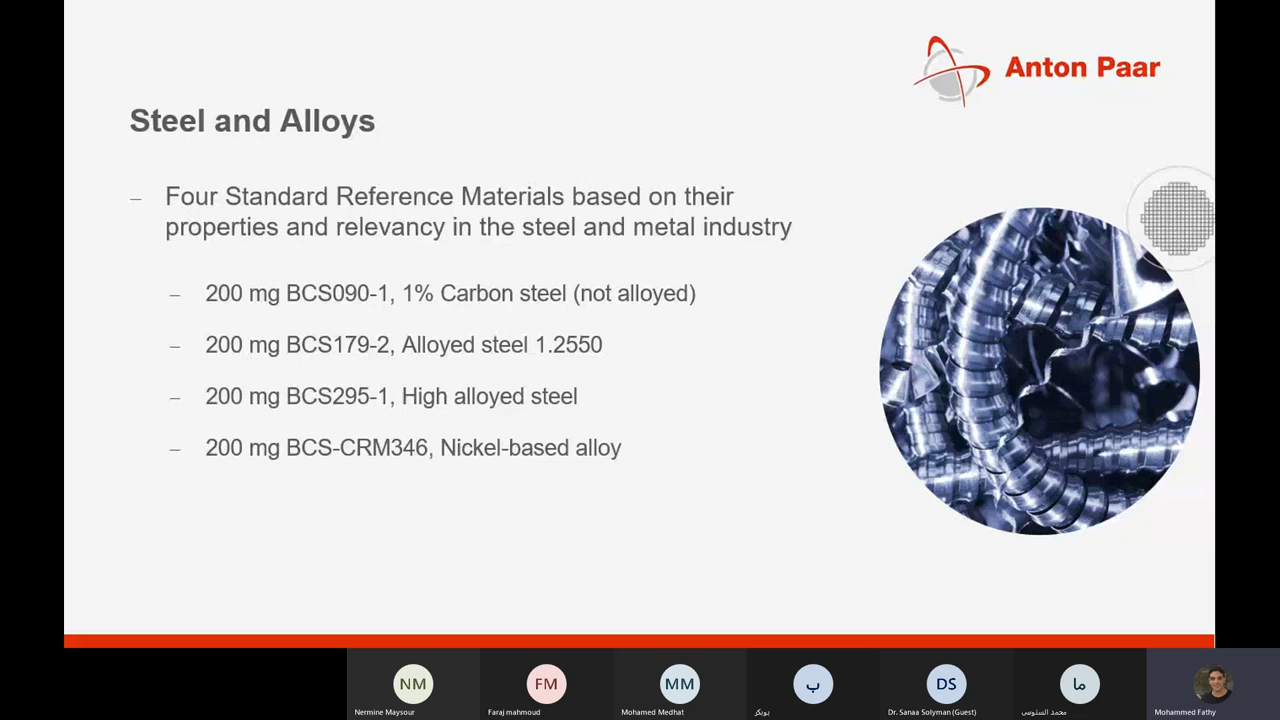 Anton Paar
Steel and Alloys
– Four Standard Reference Materials based on their
properties and relevancy in the steel and metal industry
– 200 mg BCS090-1, 1% Carbon steel (not alloyed)
– 200 mg BCS179-2, Alloyed steel 1.2550
– 200 mg BCS295-1, High alloyed steel
– 200 mg BCS-CRM346, Nickel-based alloy
NM FM MM ب DS ما
Nermine Maysour Faraj mahmoud Mohamed Medhat بوبكر Dr. Sanaa Solyman (Guest) محمد السنوسى Mohammed Fathy